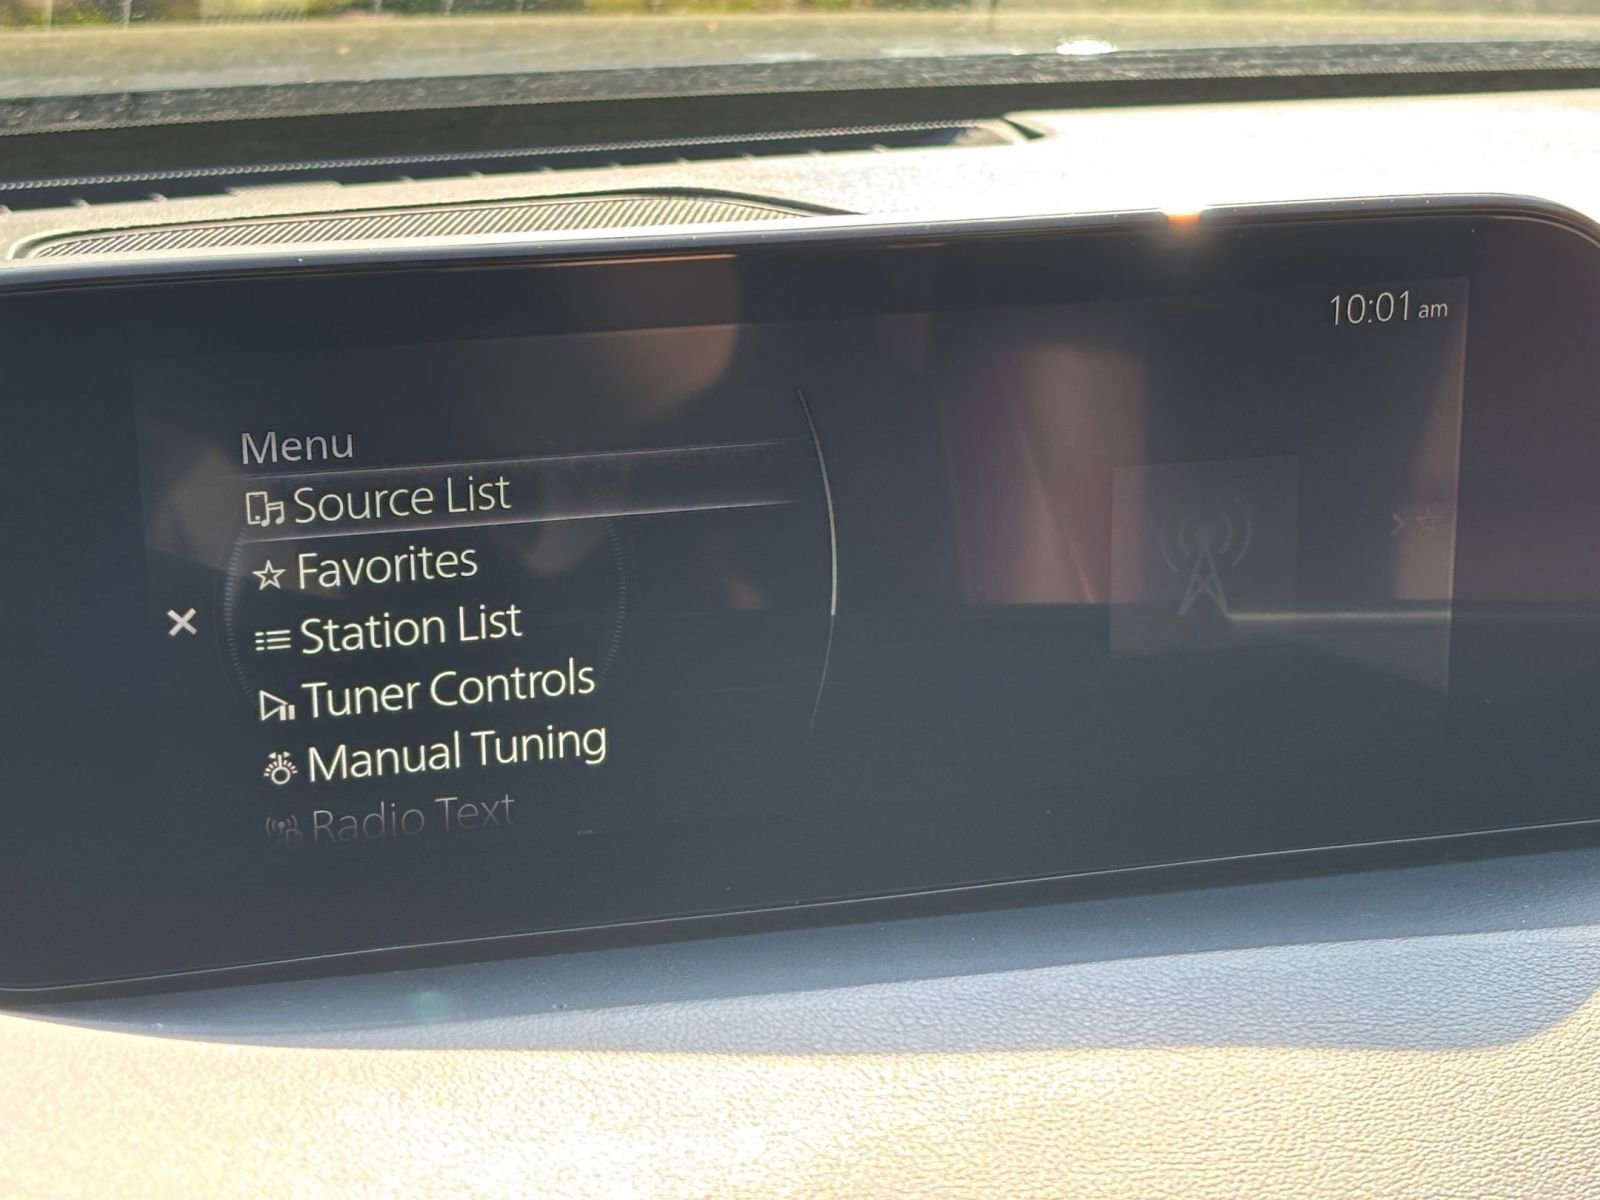 10:01 am
Menu
Source List
Favorites
Station List
Tuner Controls
Manual Tuning
Radio Text